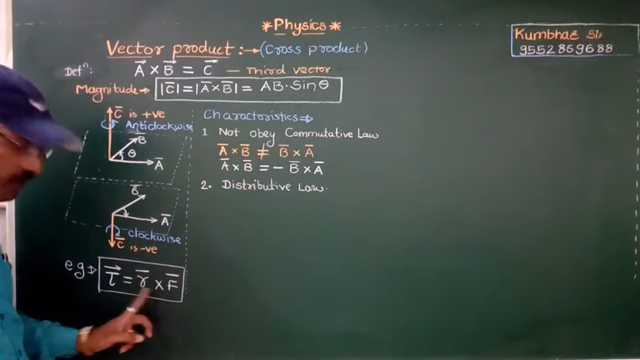 *Physics*
Kumbhar Sir
9552869688
Vector product :→ (Cross product)
Defⁿ: A⃗ × B⃗ = C⃗ — Third vector
Magnitude → |C̅| = |A̅ × B̅| = AB·Sinθ
C̅ is +ve
Anticlockwise
B̅
θ
A̅
B̅
A̅
Clockwise
C̅ is -ve
e.g → τ⃗ = r̅ × F̅
Characteristics →
1 Not obey Commutative Law
A̅ × B̅ ≠ B̅ × A̅
A̅ × B̅ = − B̅ × A̅
2. Distributive Law.